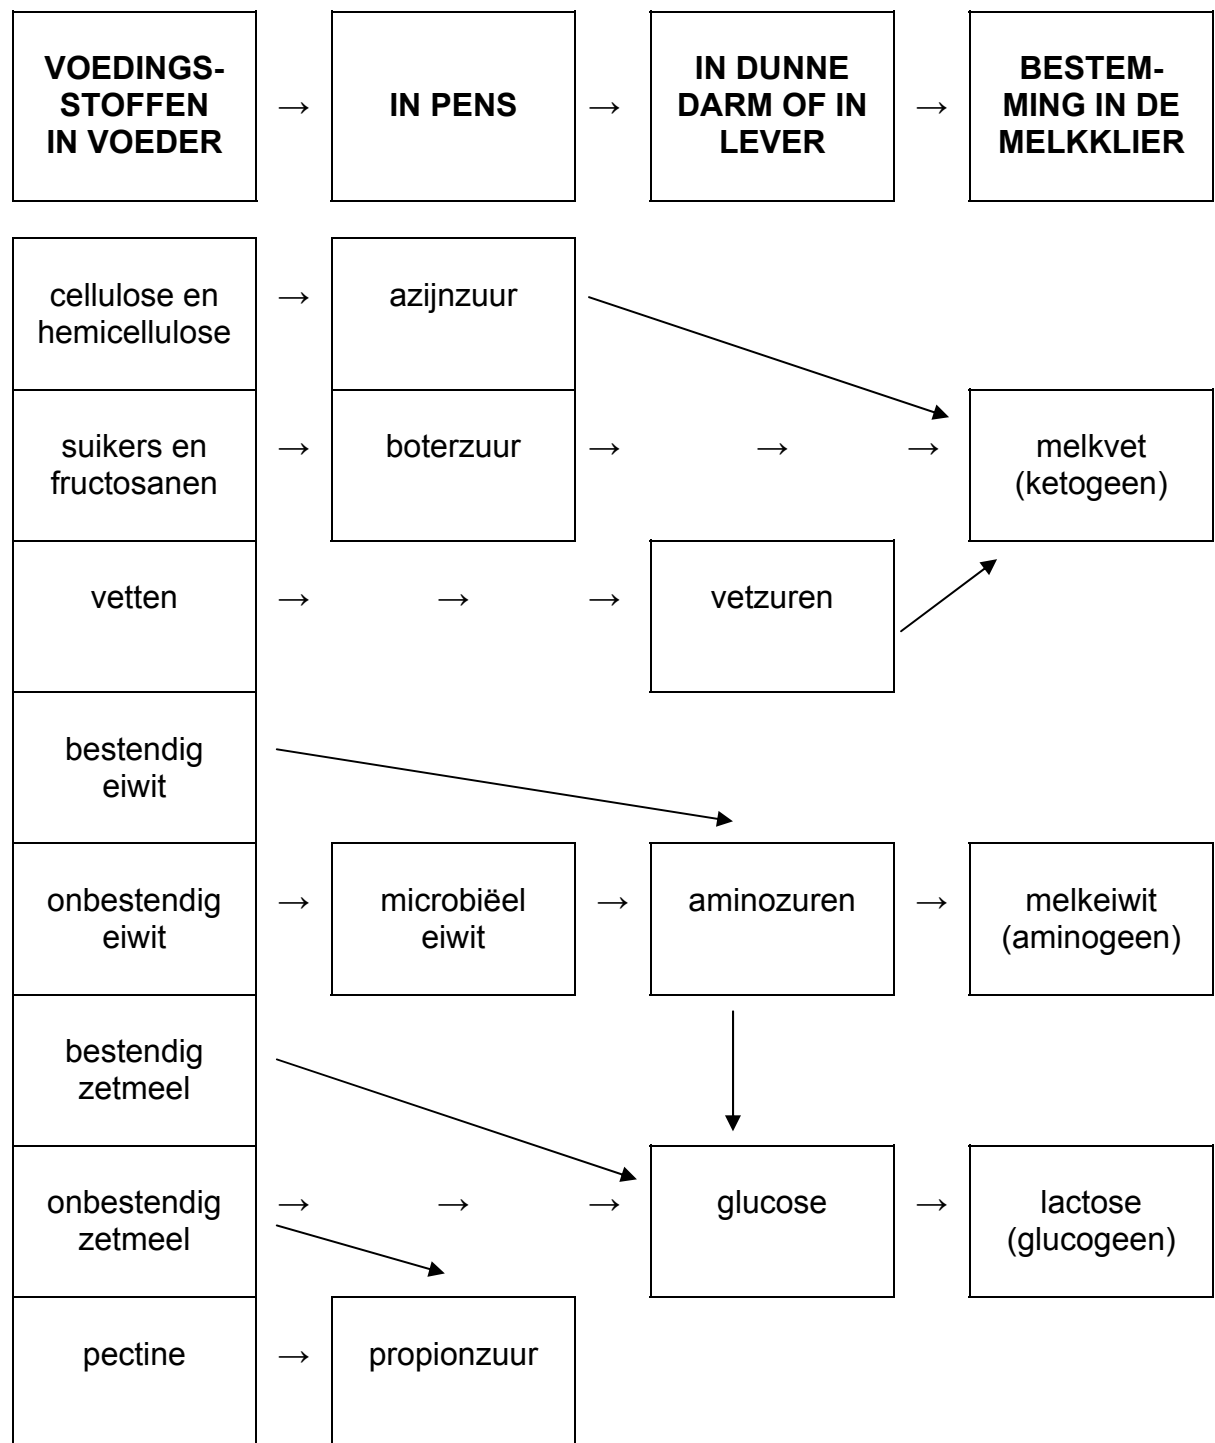 VOEDINGS-
STOFFEN
IN VOEDER
→
IN PENS
→
IN DUNNE
DARM OF IN
LEVER
→
BESTEM-
MING IN DE
MELKKLIER
cellulose en
hemicellulose
→
azijnzuur
suikers en
fructosanen
→
boterzuur
→
→
→
melkvet
(ketogeen)
vetten
→
→
→
vetzuren
bestendig
eiwit
onbestendig
eiwit
→
microbiëel
eiwit
→
aminozuren
→
melkeiwit
(aminogeen)
bestendig
zetmeel
onbestendig
zetmeel
→
→
→
glucose
→
lactose
(glucogeen)
pectine
→
propionzuur